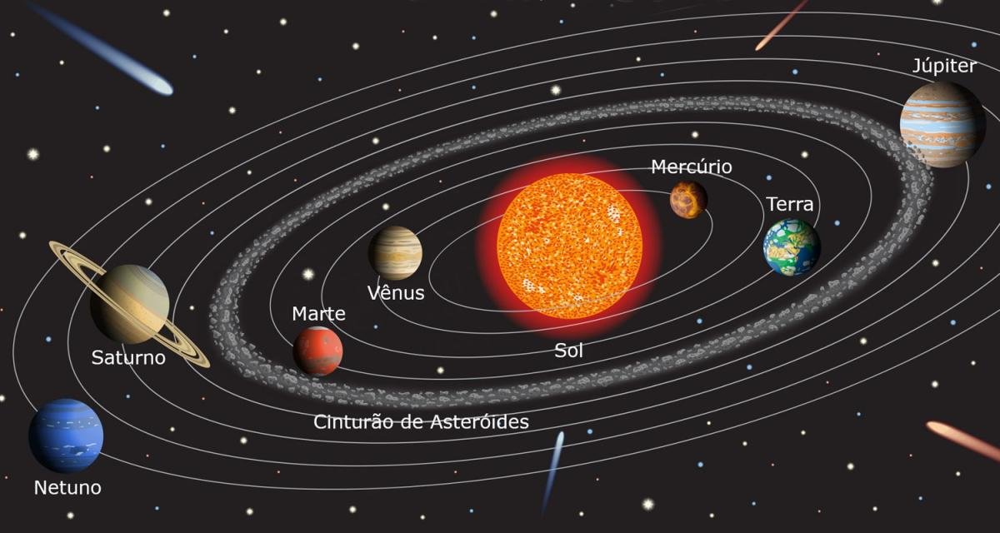 Júpiter
Mercúrio
Terra
Vênus
Marte
Sol
Saturno
Cinturão de Asteróides
Netuno